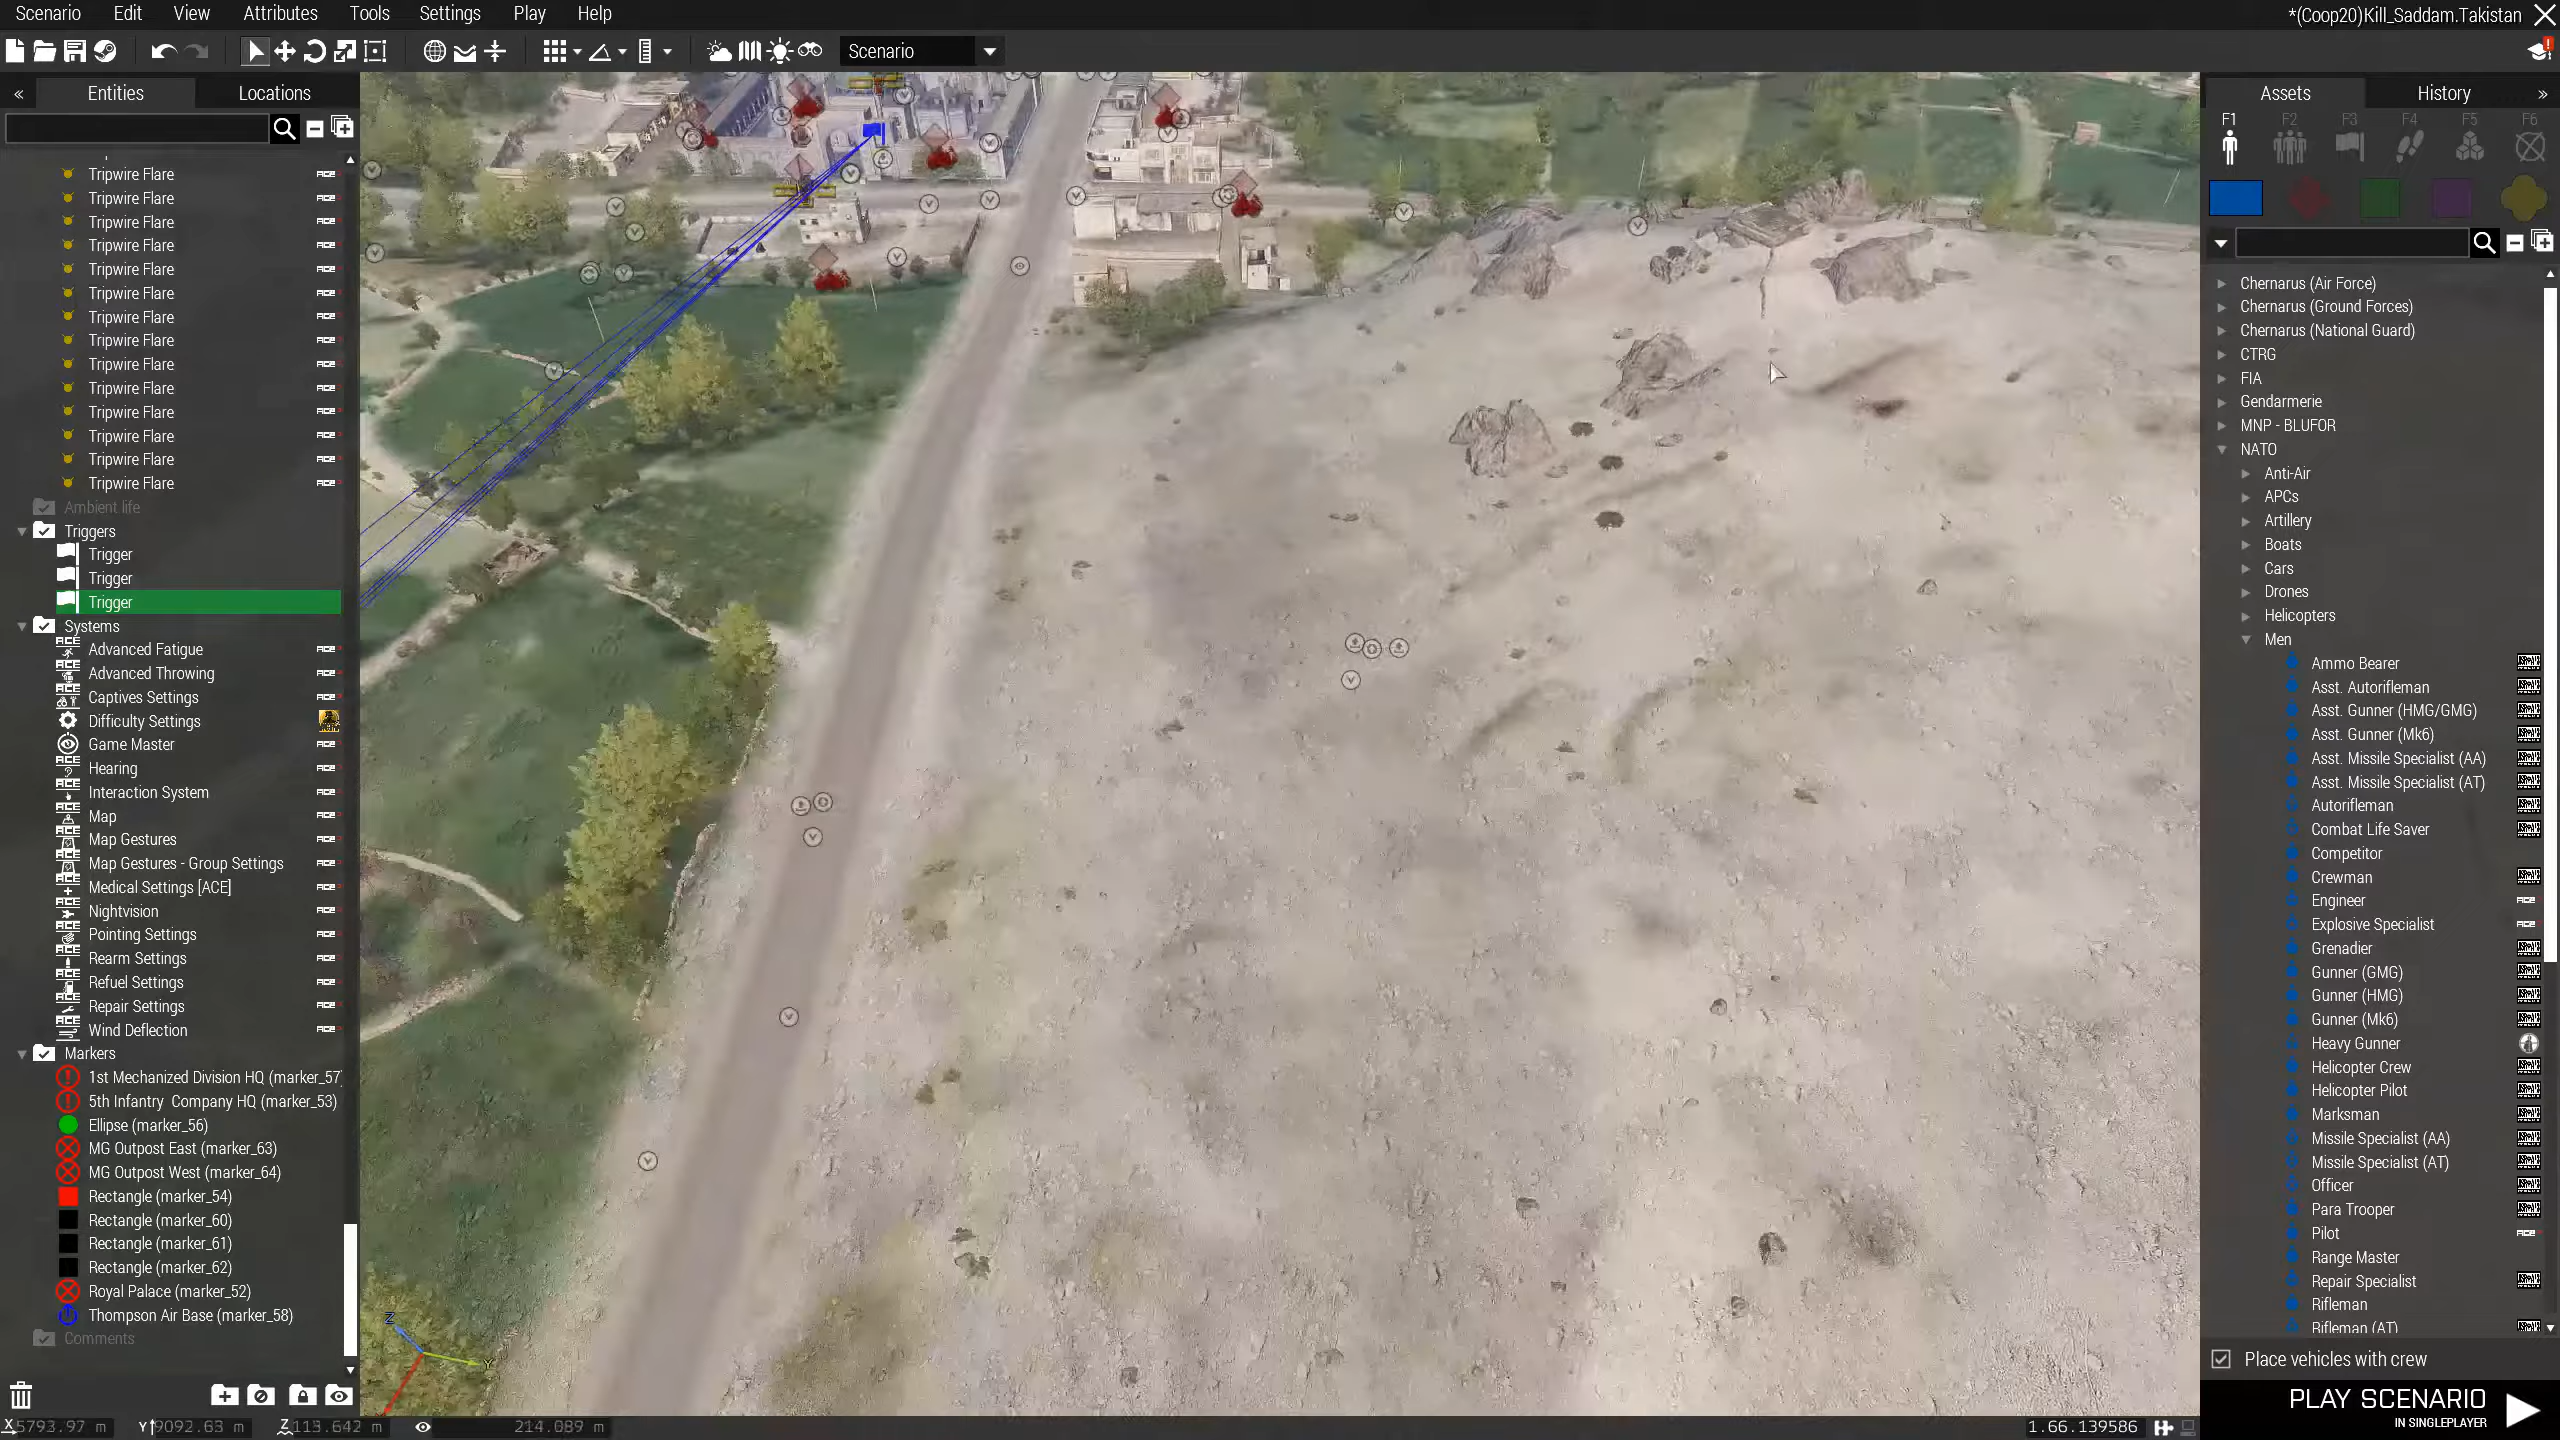 Scenario Edit View Attributes Tools Settings Play Help
*(Coop20)Kill_Saddam.Takistan
Scenario
Entities
Locations
Tripwire Flare
Tripwire Flare
Tripwire Flare
Tripwire Flare
Tripwire Flare
Tripwire Flare
Tripwire Flare
Tripwire Flare
Tripwire Flare
Tripwire Flare
Tripwire Flare
Tripwire Flare
Tripwire Flare
Tripwire Flare
Ambient life
Triggers
Trigger
Trigger
Trigger
Systems
Advanced Fatigue
Advanced Throwing
Captives Settings
Difficulty Settings
Game Master
Hearing
Interaction System
Map
Map Gestures
Map Gestures - Group Settings
Medical Settings [ACE]
Nightvision
Pointing Settings
Rearm Settings
Refuel Settings
Repair Settings
Wind Deflection
Markers
1st Mechanized Division HQ (marker_57)
5th Infantry Company HQ (marker_53)
Ellipse (marker_56)
MG Outpost East (marker_63)
MG Outpost West (marker_64)
Rectangle (marker_54)
Rectangle (marker_60)
Rectangle (marker_61)
Rectangle (marker_62)
Royal Palace (marker_52)
Thompson Air Base (marker_58)
Comments
X 5793.97 m Y 9092.63 m Z 113.642 m 214.089 m
Z
Y
1.66.139586
Assets
History
F1 F2 F3 F4 F5 F6
Chernarus (Air Force)
Chernarus (Ground Forces)
Chernarus (National Guard)
CTRG
FIA
Gendarmerie
MNP - BLUFOR
NATO
Anti-Air
APCs
Artillery
Boats
Cars
Drones
Helicopters
Men
Ammo Bearer
Asst. Autorifleman
Asst. Gunner (HMG/GMG)
Asst. Gunner (Mk6)
Asst. Missile Specialist (AA)
Asst. Missile Specialist (AT)
Autorifleman
Combat Life Saver
Competitor
Crewman
Engineer
Explosive Specialist
Grenadier
Gunner (GMG)
Gunner (HMG)
Gunner (Mk6)
Heavy Gunner
Helicopter Crew
Helicopter Pilot
Marksman
Missile Specialist (AA)
Missile Specialist (AT)
Officer
Para Trooper
Pilot
Range Master
Repair Specialist
Rifleman
Rifleman (AT)
Place vehicles with crew
PLAY SCENARIO
IN SINGLEPLAYER